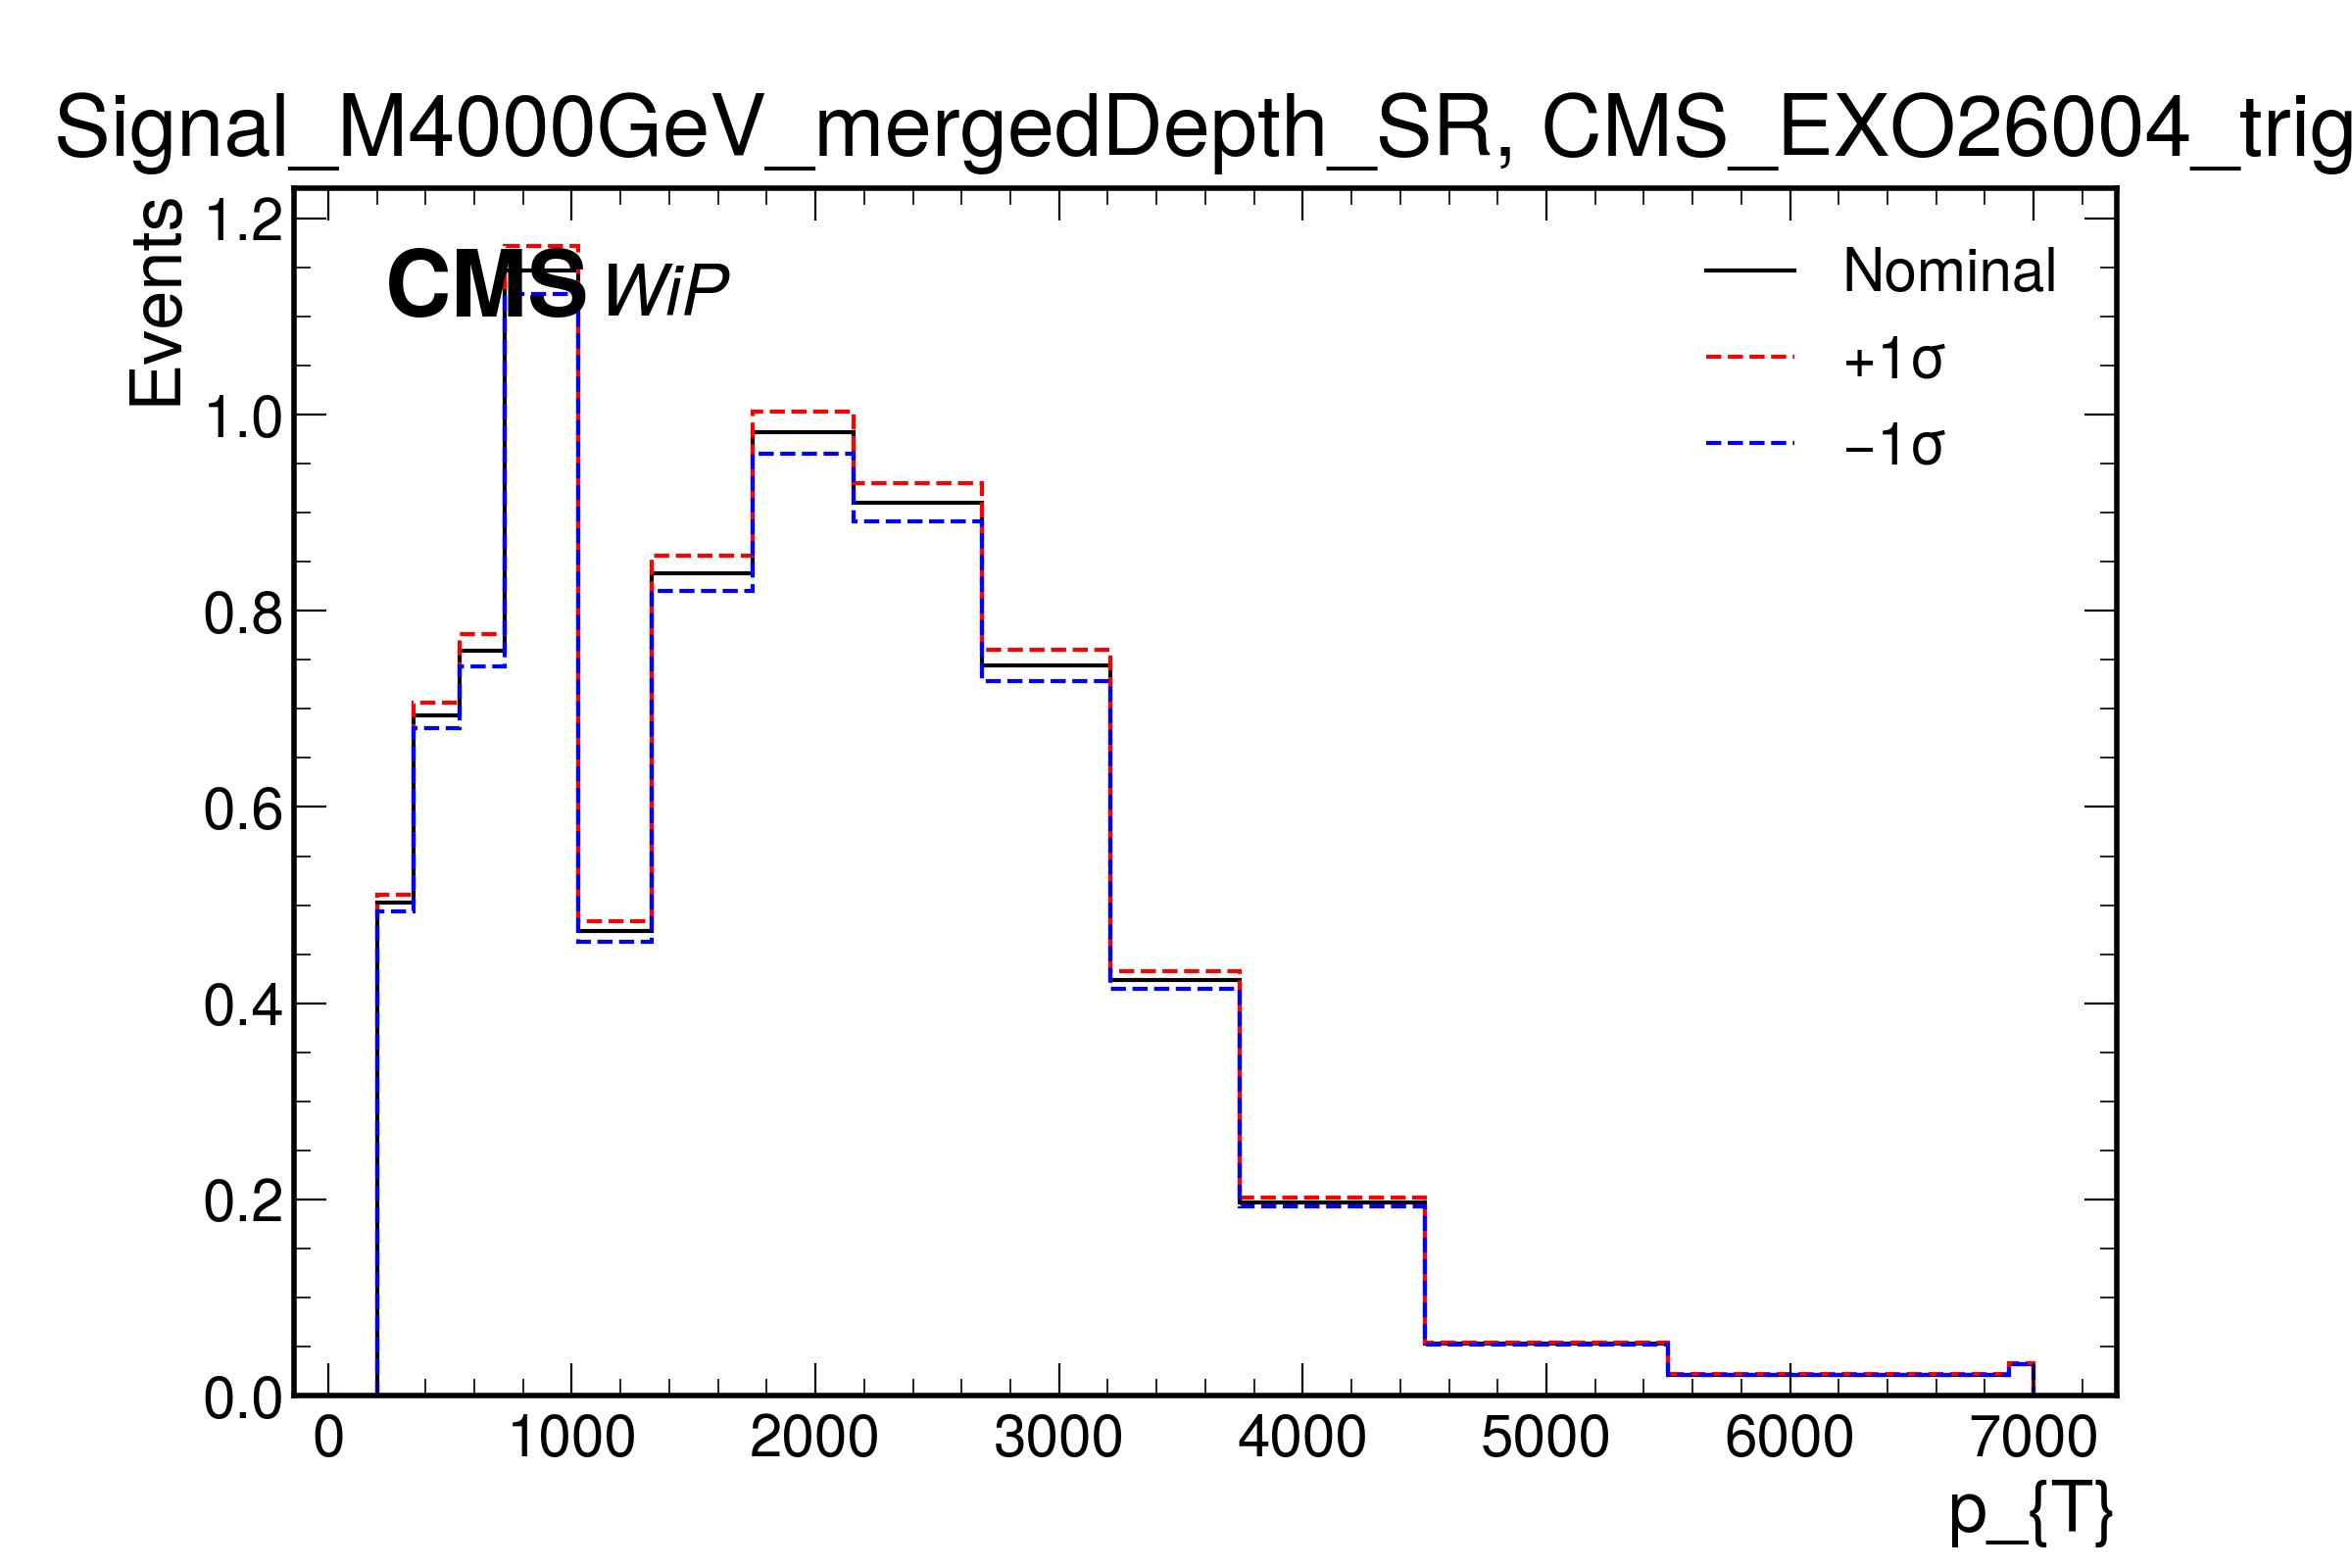 Signal_M4000GeV_mergedDepth_SR, CMS_EXO26004_trig
Events
CMS WiP
Nominal
+1σ
−1σ
1.2
1.0
0.8
0.6
0.4
0.2
0.0
0 1000 2000 3000 4000 5000 6000 7000
p_{T}